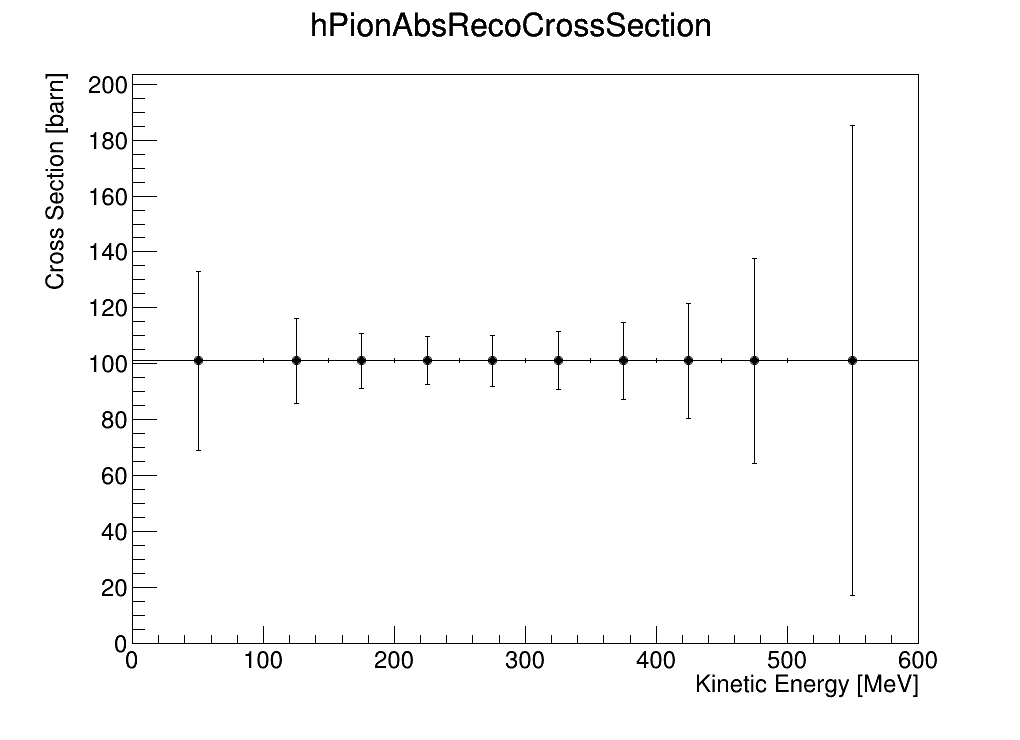 hPionAbsRecoCrossSection
Cross Section [barn]
200
180
160
140
120
100
80
60
40
20
0
0 100 200 300 400 500 600
Kinetic Energy [MeV]